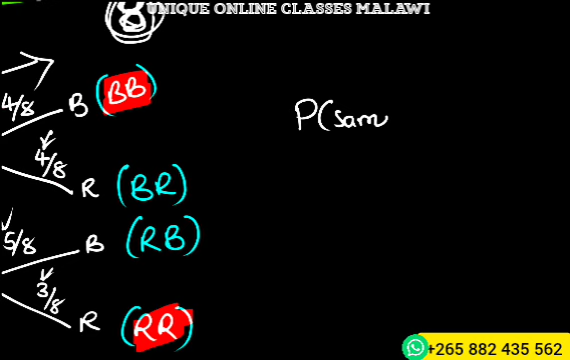 UNIQUE ONLINE CLASSES MALAWI
8
4/8 B (BB)
P(sam
4/8 R (BR)
5/8 B (RB)
3/8 R (RR)
+265 882 435 562